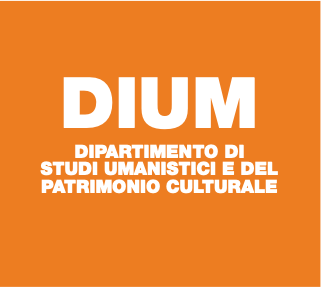 DIUM
DIPARTIMENTO DI
STUDI UMANISTICI E DEL
PATRIMONIO CULTURALE